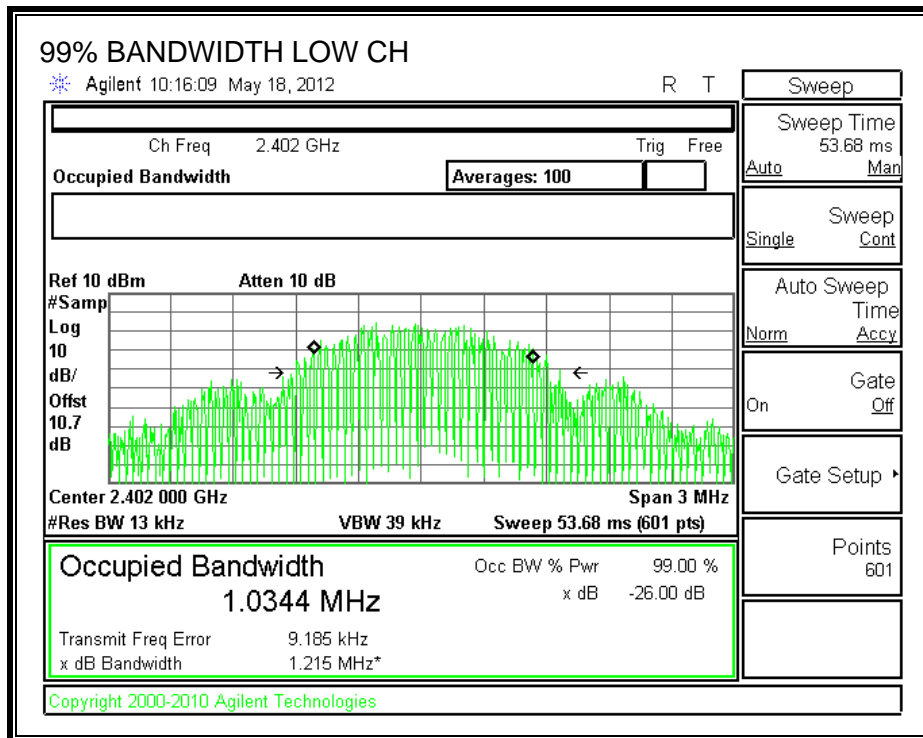 99% BANDWIDTH LOW CH
Agilent 10:16:09 May 18, 2012 R T
Ch Freq 2.402 GHz Trig Free
Occupied Bandwidth Averages: 100
Ref 10 dBm Atten 10 dB
#Samp
Log
10
dB/
Offst
10.7
dB
Center 2.402 000 GHz Span 3 MHz
#Res BW 13 kHz VBW 39 kHz Sweep 53.68 ms (601 pts)
Occupied Bandwidth Occ BW % Pwr 99.00 %
1.0344 MHz x dB -26.00 dB
Transmit Freq Error 9.185 kHz
x dB Bandwidth 1.215 MHz*
Copyright 2000-2010 Agilent Technologies
Sweep
Sweep Time
53.68 ms
Auto Man
Sweep
Single Cont
Auto Sweep
Time
Norm Accy
Gate
On Off
Gate Setup
Points
601